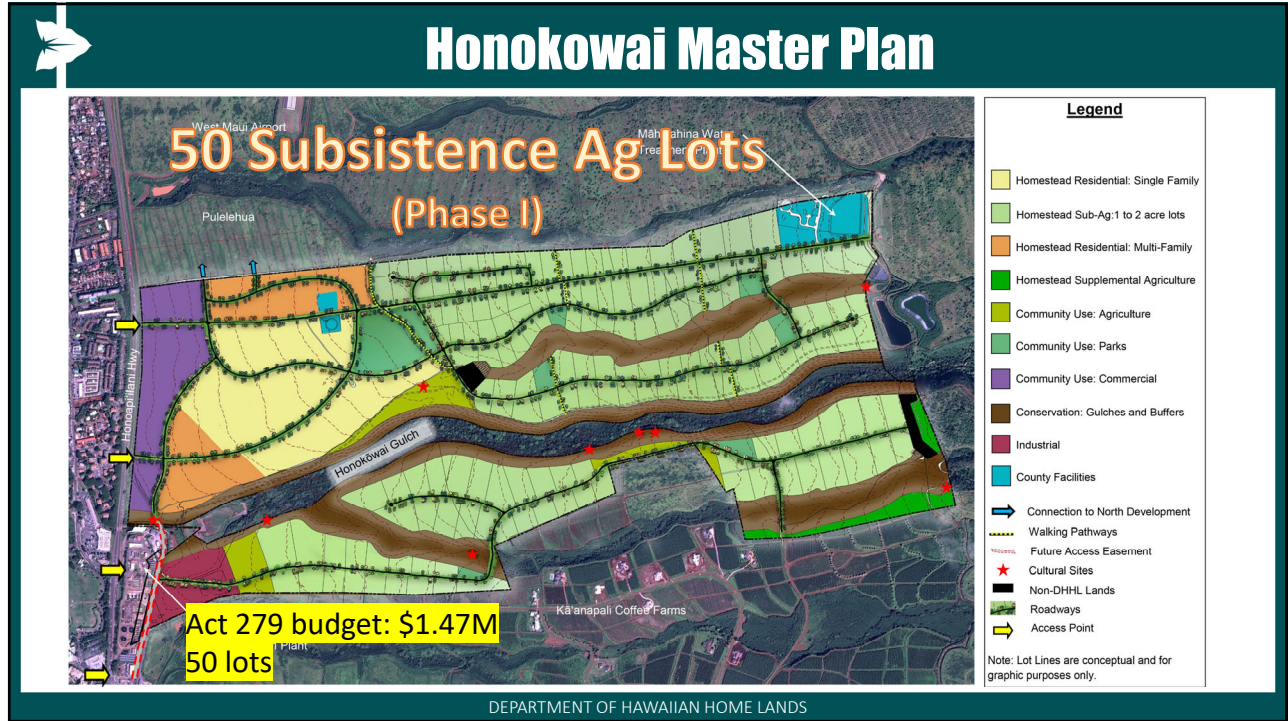 Honokowai Master Plan
West Maui Airport
50 Subsistence Ag Lots
(Phase I)
Pulelehua
Honoapi'ilani Hwy
Honokōwai Gulch
Kā'anapali Coffee Farms
Plant
Act 279 budget: $1.47M
50 lots
Legend
Homestead Residential: Single Family
Homestead Sub-Ag:1 to 2 acre lots
Homestead Residential: Multi-Family
Homestead Supplemental Agriculture
Community Use: Agriculture
Community Use: Parks
Community Use: Commercial
Conservation: Gulches and Buffers
Industrial
County Facilities
Connection to North Development
Walking Pathways
Future Access Easement
Cultural Sites
Non-DHHL Lands
Roadways
Access Point
Note: Lot Lines are conceptual and for
graphic purposes only.
DEPARTMENT OF HAWAIIAN HOME LANDS